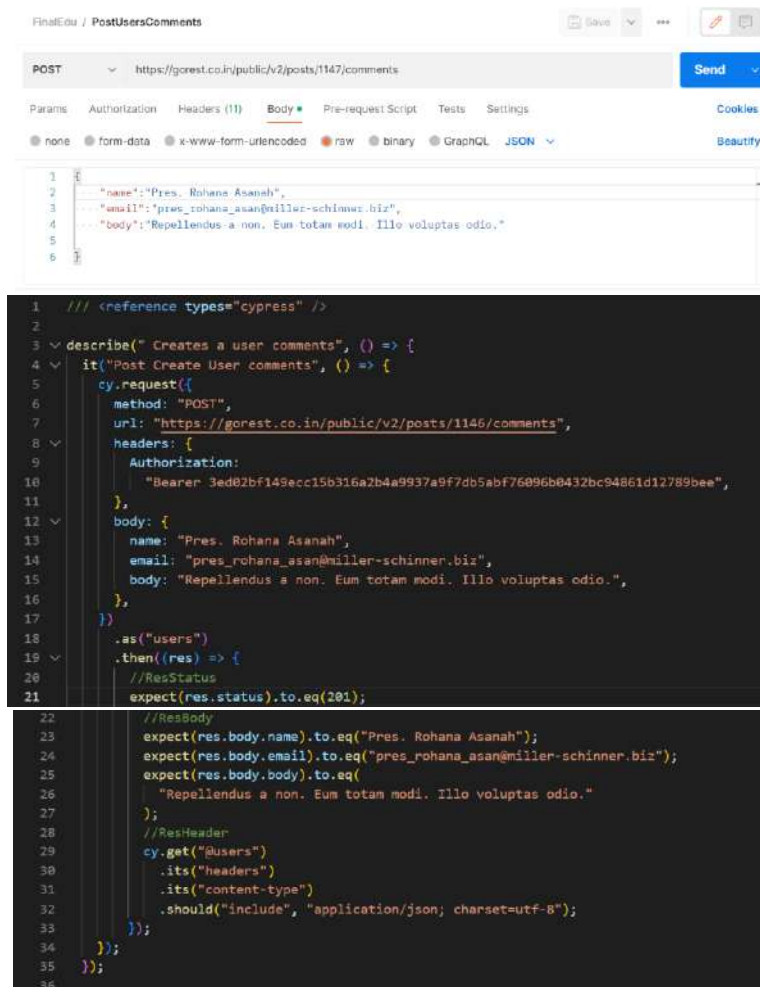 FinalEdu / PostUsersComments
Save
POST https://gorest.co.in/public/v2/posts/1147/comments Send
Params Authorization Headers (11) Body Pre-request Script Tests Settings Cookies
none form-data x-www-form-urlencoded raw binary GraphQL JSON Beautify
1 {
2 "name":"Pres. Rohana Asanah",
3 "email":"pres_rohana_asan@miller-schinner.biz",
4 "body":"Repellendus a non. Eum totam modi. Illo voluptas odio."
5
6 }
1 /// <reference types="cypress" />
2
3 describe(" Creates a user comments", () => {
4 it("Post Create User comments", () => {
5 cy.request({
6 method: "POST",
7 url: "https://gorest.co.in/public/v2/posts/1146/comments",
8 headers: {
9 Authorization:
10 "Bearer 3ed02bf149ecc15b316a2b4a9937a9f7db5abf76096b0432bc94861d12789bee",
11 },
12 body: {
13 name: "Pres. Rohana Asanah",
14 email: "pres_rohana_asan@miller-schinner.biz",
15 body: "Repellendus a non. Eum totam modi. Illo voluptas odio.",
16 },
17 })
18 .as("users")
19 .then((res) => {
20 //ResStatus
21 expect(res.status).to.eq(201);
22 //ResBody
23 expect(res.body.name).to.eq("Pres. Rohana Asanah");
24 expect(res.body.email).to.eq("pres_rohana_asan@miller-schinner.biz");
25 expect(res.body.body).to.eq(
26 "Repellendus a non. Eum totam modi. Illo voluptas odio."
27 );
28 //ResHeader
29 cy.get("@users")
30 .its("headers")
31 .its("content-type")
32 .should("include", "application/json; charset=utf-8");
33 });
34 });
35 });
36